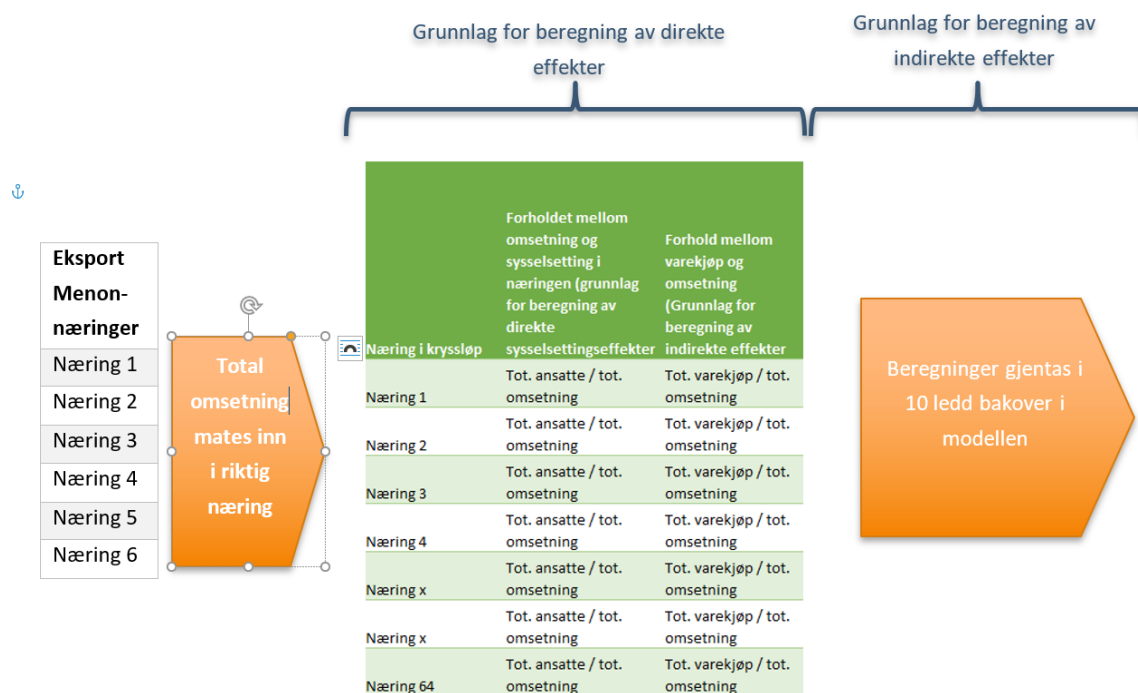 Grunnlag for beregning av direkte
effekter
Grunnlag for beregning av
indirekte effekter
Eksport
Menon-
næringer
Næring 1
Næring 2
Næring 3
Næring 4
Næring 5
Næring 6
Total
omsetning
mates inn
i riktig
næring
Næring i kryssløp
Forholdet mellom
omsetning og
sysselsetting i
næringen (grunnlag
for beregning av
direkte
sysselsettingseffekter
Forhold mellom
varekjøp og
omsetning
(Grunnlag for
beregning av
indirekte effekter
Næring 1
Tot. ansatte / tot.
omsetning
Tot. varekjøp / tot.
omsetning
Næring 2
Tot. ansatte / tot.
omsetning
Tot. varekjøp / tot.
omsetning
Næring 3
Tot. ansatte / tot.
omsetning
Tot. varekjøp / tot.
omsetning
Næring 4
Tot. ansatte / tot.
omsetning
Tot. varekjøp / tot.
omsetning
Næring x
Tot. ansatte / tot.
omsetning
Tot. varekjøp / tot.
omsetning
Næring x
Tot. ansatte / tot.
omsetning
Tot. varekjøp / tot.
omsetning
Næring 64
Tot. ansatte / tot.
omsetning
Tot. varekjøp / tot.
omsetning
Beregninger gjentas i
10 ledd bakover i
modellen